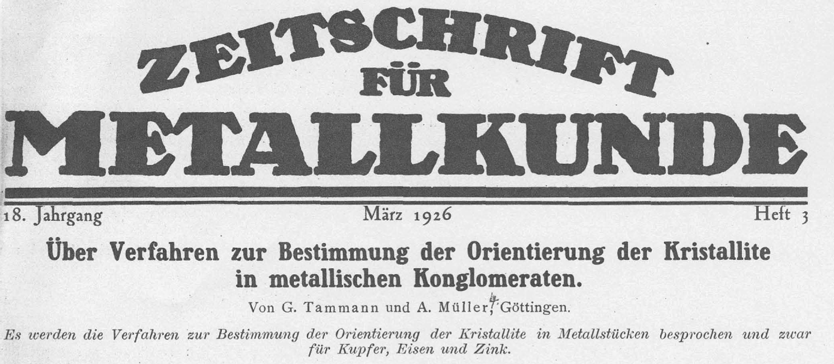 ZEITSCHRIFT
FÜR
METALLKUNDE
18. Jahrgang März 1926 Heft 3
Über Verfahren zur Bestimmung der Orientierung der Kristallite
in metallischen Konglomeraten.
Von G. Tammann und A. Müller, Göttingen.
Es werden die Verfahren zur Bestimmung der Orientierung der Kristallite in Metallstücken besprochen und zwar
für Kupfer, Eisen und Zink.